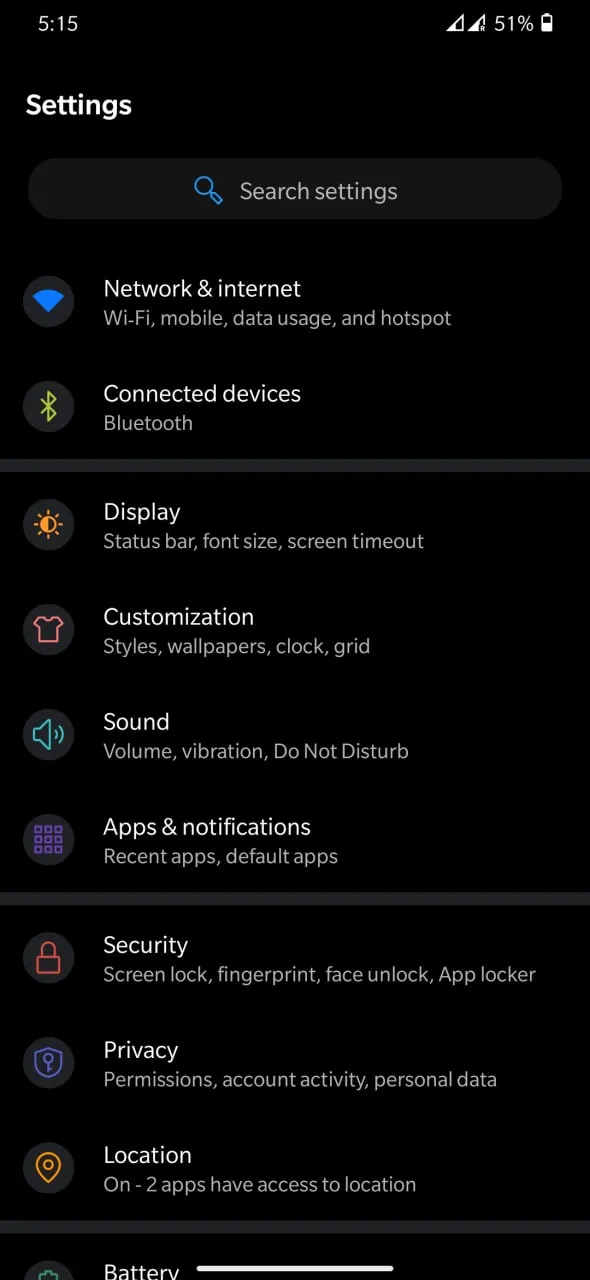 5:15
R 51%
Settings
Search settings
Network & internet
Wi-Fi, mobile, data usage, and hotspot
Connected devices
Bluetooth
Display
Status bar, font size, screen timeout
Customization
Styles, wallpapers, clock, grid
Sound
Volume, vibration, Do Not Disturb
Apps & notifications
Recent apps, default apps
Security
Screen lock, fingerprint, face unlock, App locker
Privacy
Permissions, account activity, personal data
Location
On - 2 apps have access to location
Battery